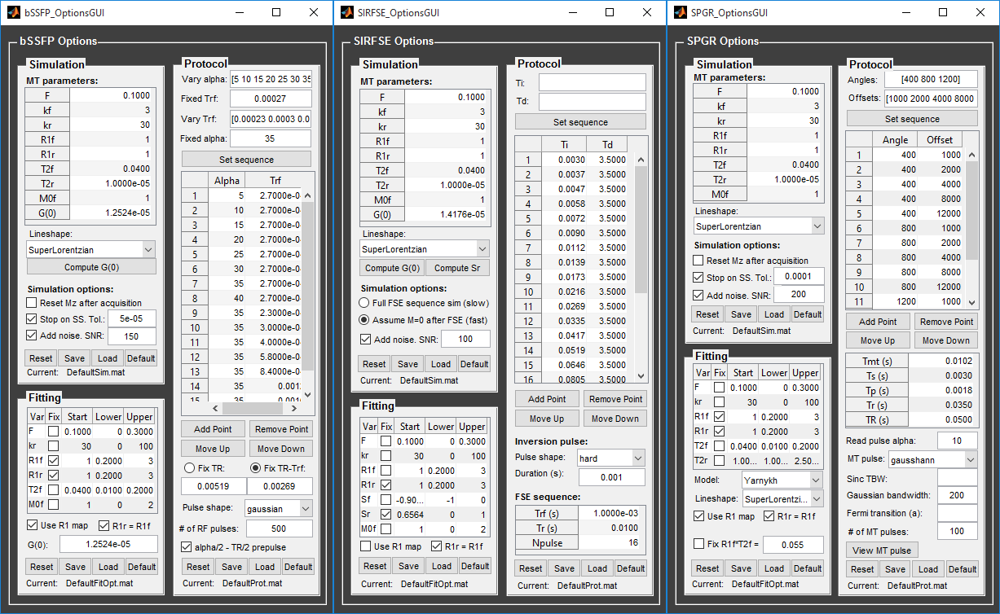 bSSFP_OptionsGUI
bSSFP Options
Simulation
MT parameters:
F 0.1000
kf 3
kr 30
R1f 1
R1r 1
T2f 0.0400
T2r 1.0000e-05
M0f 1
G(0) 1.2524e-05
Lineshape:
SuperLorentzian
Compute G(0)
Simulation options:
Reset Mz after acquisition
Stop on SS. Tol.: 5e-05
Add noise. SNR: 150
Reset Save Load Default
Current: DefaultSim.mat
Fitting
Var Fix Start Lower Upper
F 0.1000 0 0.3000
kr 30 0 100
R1f 1 0.2000 3
R1r 1 0.2000 3
T2f 0.0400 0.0100 0.2000
M0f 1 0 2
Use R1 map R1r = R1f
G(0): 1.2524e-05
Reset Save Load Default
Current: DefaultFitOpt.mat
Protocol
Vary alpha: [5 10 15 20 25 30 35
Fixed Trf: 0.00027
Vary Trf: [0.00023 0.0003 0.0
Fixed alpha: 35
Set sequence
Alpha Trf
1 5 2.7000e-0
2 10 2.7000e-0
3 15 2.7000e-0
4 20 2.7000e-0
5 25 2.7000e-0
6 30 2.7000e-0
7 35 2.7000e-0
8 40 2.7000e-0
9 35 2.3000e-0
10 35 3.0000e-0
11 35 4.0000e-0
12 35 5.8000e-0
13 35 8.4000e-0
14 35 0.001
15 35 0.001
Add Point Remove Point
Move Up Move Down
Fix TR: Fix TR-Trf:
0.00519 0.00269
Pulse shape: gaussian
# of RF pulses: 500
alpha/2 - TR/2 prepulse
Reset Save Load Default
Current: DefaultProt.mat
SIRFSE_OptionsGUI
SIRFSE Options
Simulation
MT parameters:
F 0.1000
kf 3
kr 30
R1f 1
R1r 1
T2f 0.0400
T2r 1.0000e-05
M0f 1
G(0) 1.4176e-05
Lineshape:
SuperLorentzian
Compute G(0) Compute Sr
Simulation options:
Full FSE sequence sim (slow)
Assume M=0 after FSE (fast)
Add noise. SNR: 100
Reset Save Load Default
Current: DefaultSim.mat
Fitting
Var Fix Start Lower Upper
F 0.1000 0 0.3000
kr 30 0 100
R1f 1 0.2000 3
R1r 1 0.2000 3
Sf -0.90... -1 0
Sr 0.6564 0 1
M0f 1 0 2
Use R1 map R1r = R1f
Reset Save Load Default
Current: DefaultFitOpt.mat
Protocol
Ti:
Td:
Set sequence
Ti Td
1 0.0030 3.5000
2 0.0037 3.5000
3 0.0047 3.5000
4 0.0058 3.5000
5 0.0072 3.5000
6 0.0090 3.5000
7 0.0112 3.5000
8 0.0139 3.5000
9 0.0173 3.5000
10 0.0216 3.5000
11 0.0269 3.5000
12 0.0335 3.5000
13 0.0417 3.5000
14 0.0519 3.5000
15 0.0646 3.5000
16 0.0805 3.5000
Add Point Remove Point
Move Up Move Down
Inversion pulse:
Pulse shape: hard
Duration (s): 0.001
FSE sequence:
Trf (s) 1.0000e-03
Tr (s) 0.0100
Npulse 16
Reset Save Load Default
Current: DefaultProt.mat
SPGR_OptionsGUI
SPGR Options
Simulation
MT parameters:
F 0.1000
kf 3
kr 30
R1f 1
R1r 1
T2f 0.0400
T2r 1.0000e-05
M0f 1
Lineshape:
SuperLorentzian
Simulation options:
Reset Mz after acquisition
Stop on SS. Tol.: 0.0001
Add noise. SNR: 200
Reset Save Load Default
Current: DefaultSim.mat
Fitting
Var Fix Start Lower Upper
F 0.1000 0 0.3000
kr 30 0 100
R1f 1 0.2000 3
R1r 1 0.2000 3
T2f 0.0400 0.0100 0.2000
T2r 1.00... 1.00... 2.50...
Model: Yarnykh
Lineshape: SuperLorentzi...
Use R1 map R1r = R1f
Fix R1f*T2f = 0.055
Reset Save Load Default
Current: DefaultFitOpt.mat
Protocol
Angles: [400 800 1200]
Offsets: [1000 2000 4000 8000
Set sequence
Angle Offset
1 400 1000
2 400 2000
3 400 4000
4 400 8000
5 400 12000
6 800 1000
7 800 2000
8 800 4000
9 800 8000
10 800 12000
11 1200 1000
Add Point Remove Point
Move Up Move Down
Tmt (s) 0.0102
Ts (s) 0.0030
Tp (s) 0.0018
Tr (s) 0.0350
TR (s) 0.0500
Read pulse alpha: 10
MT pulse: gausshann
Sinc TBW:
Gaussian bandwidth: 200
Fermi transition (a):
# of MT pulses: 100
View MT pulse
Reset Save Load Default
Current: DefaultProt.mat